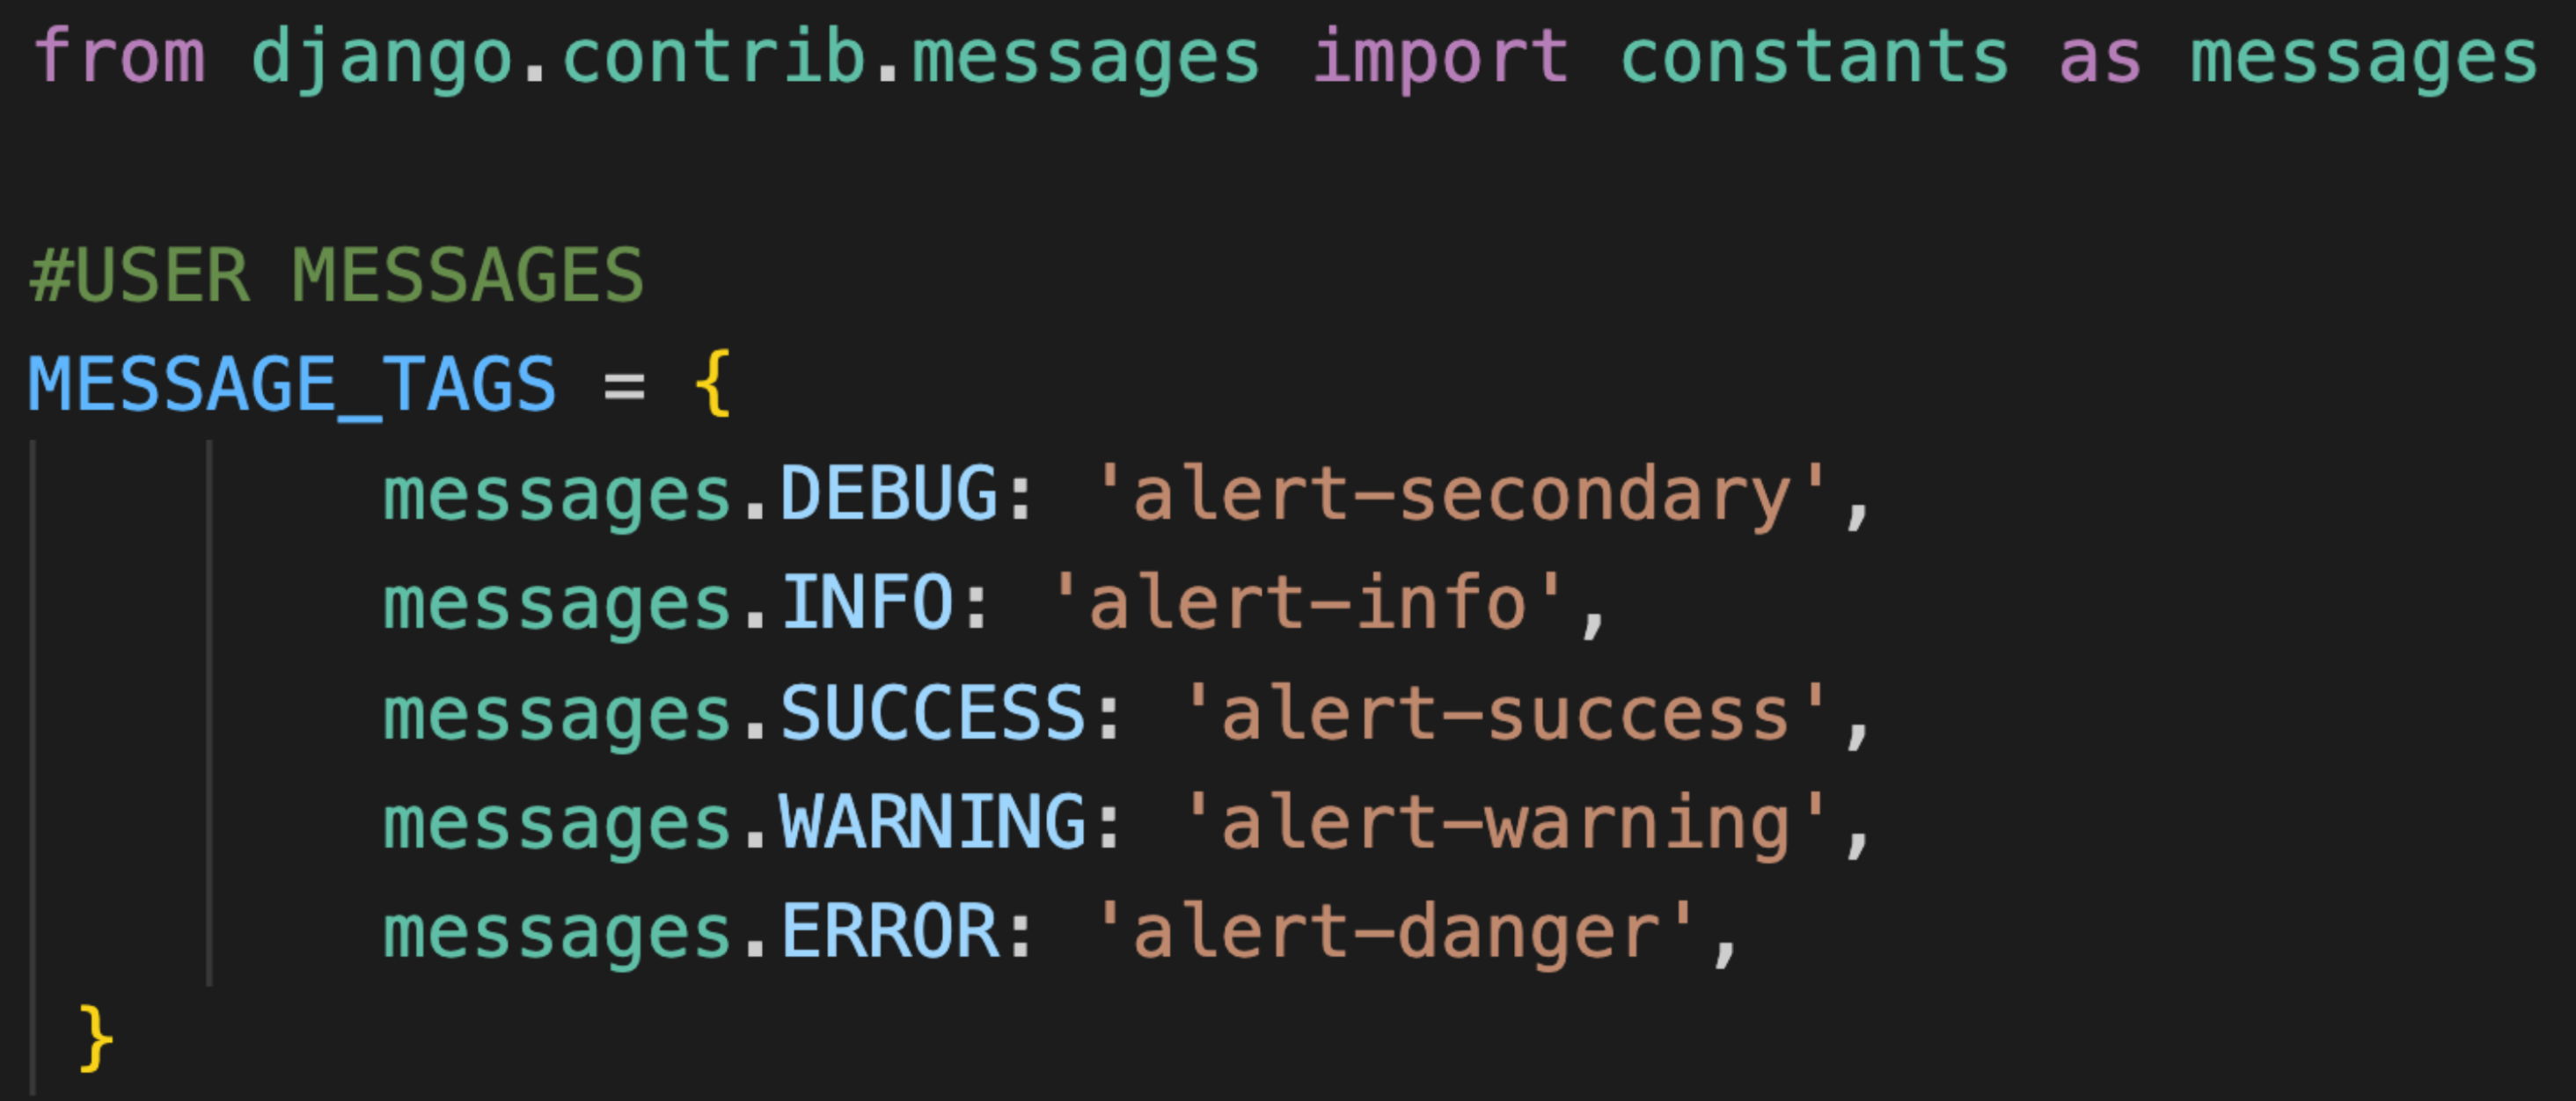 from django.contrib.messages import constants as messages
#USER MESSAGES
MESSAGE_TAGS = {
        messages.DEBUG: 'alert-secondary',
        messages.INFO: 'alert-info',
        messages.SUCCESS: 'alert-success',
        messages.WARNING: 'alert-warning',
        messages.ERROR: 'alert-danger',
 }